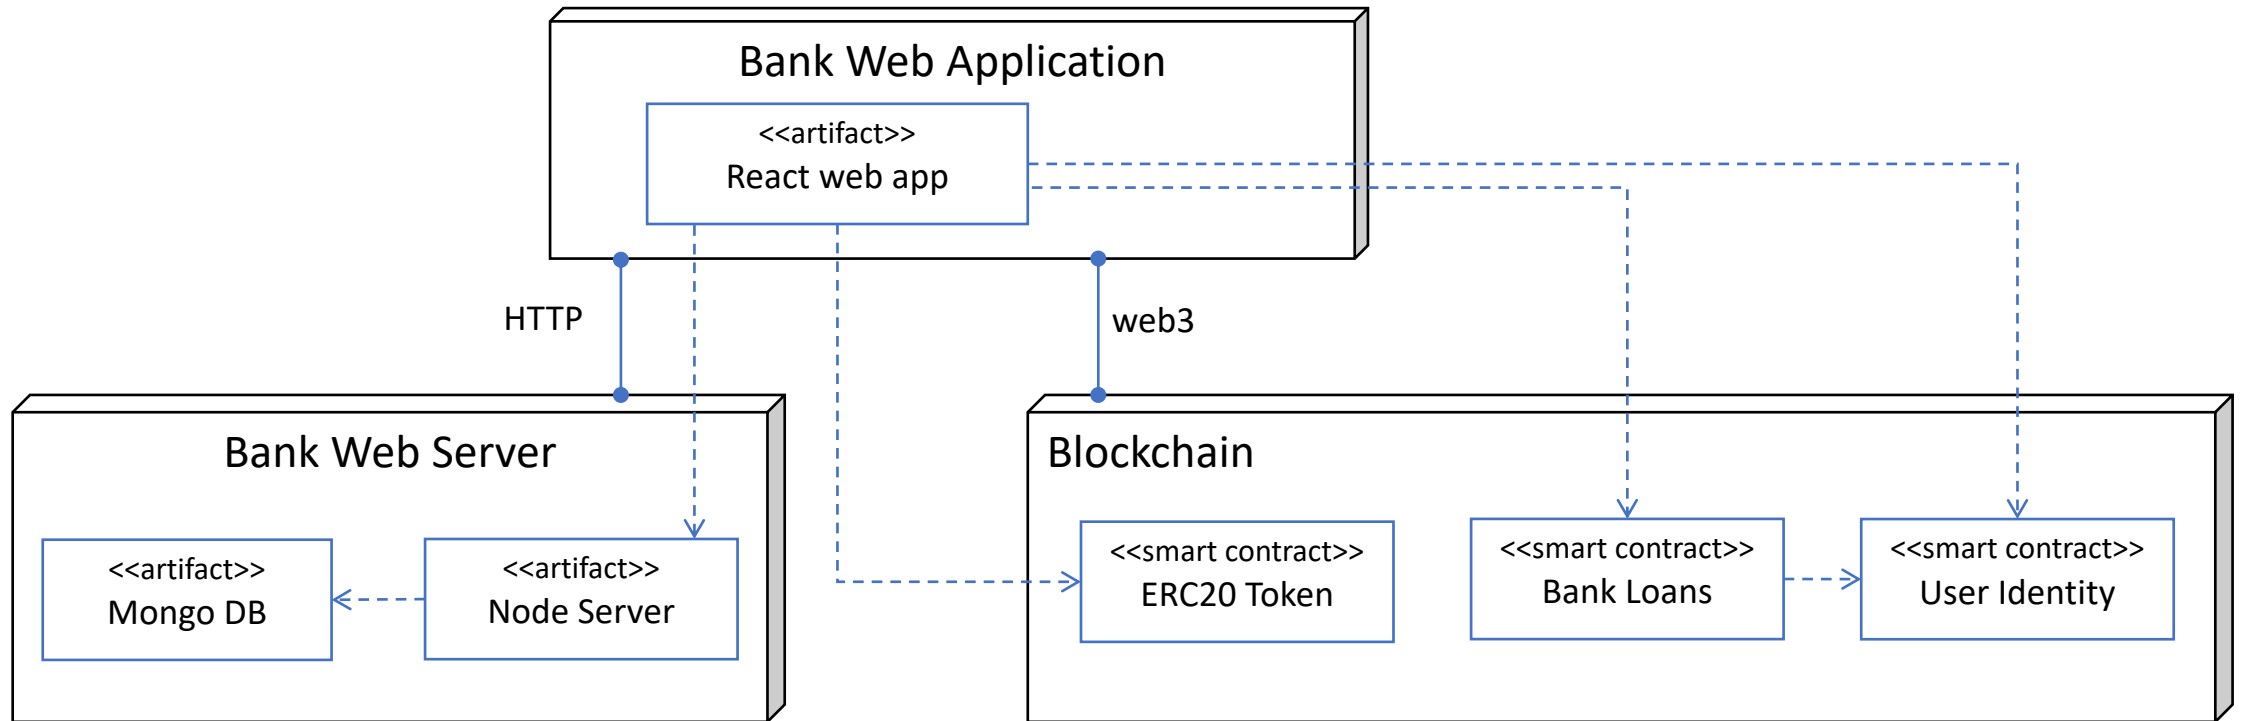 Bank Web Application
<<artifact>>
React web app
HTTP
web3
Bank Web Server
<<artifact>>
Mongo DB
<<artifact>>
Node Server
Blockchain
<<smart contract>>
ERC20 Token
<<smart contract>>
Bank Loans
<<smart contract>>
User Identity